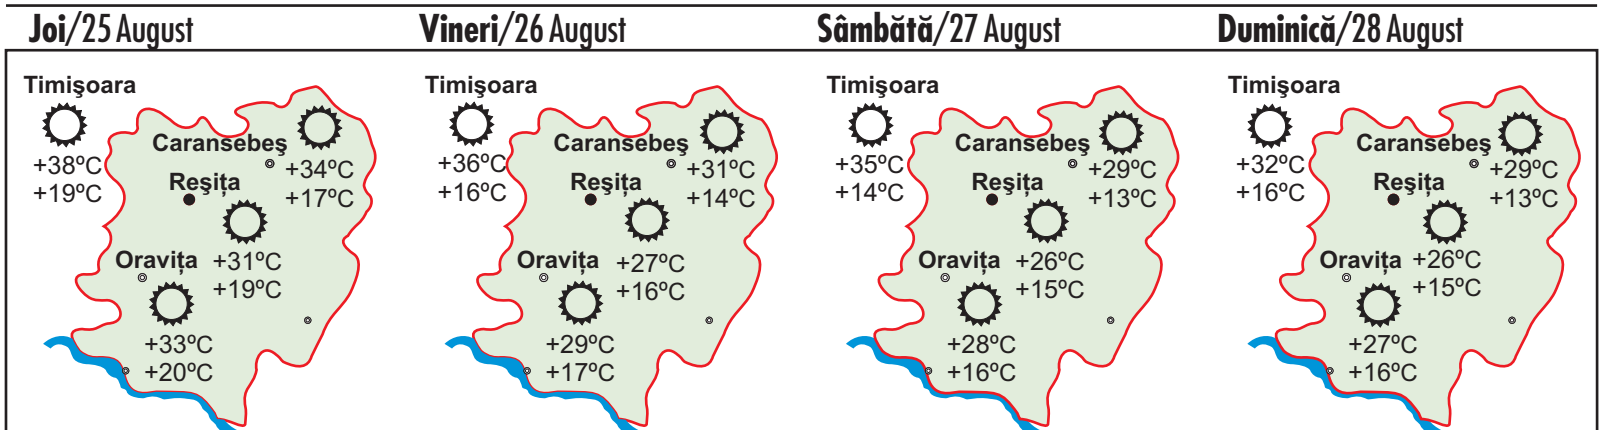 Joi/25 August
Timişoara
+38ºC
+19ºC
Caransebeş
+34ºC
+17ºC
Reşiţa
+31ºC
+19ºC
Oraviţa
+33ºC
+20ºC
Vineri/26 August
Timişoara
+36ºC
+16ºC
Caransebeş
+31ºC
+14ºC
Reşiţa
+27ºC
+16ºC
Oraviţa
+29ºC
+17ºC
Sâmbătă/27 August
Timişoara
+35ºC
+14ºC
Caransebeş
+29ºC
+13ºC
Reşiţa
+26ºC
+15ºC
Oraviţa
+28ºC
+16ºC
Duminică/28 August
Timişoara
+32ºC
+16ºC
Caransebeş
+29ºC
+13ºC
Reşiţa
+26ºC
+15ºC
Oraviţa
+27ºC
+16ºC